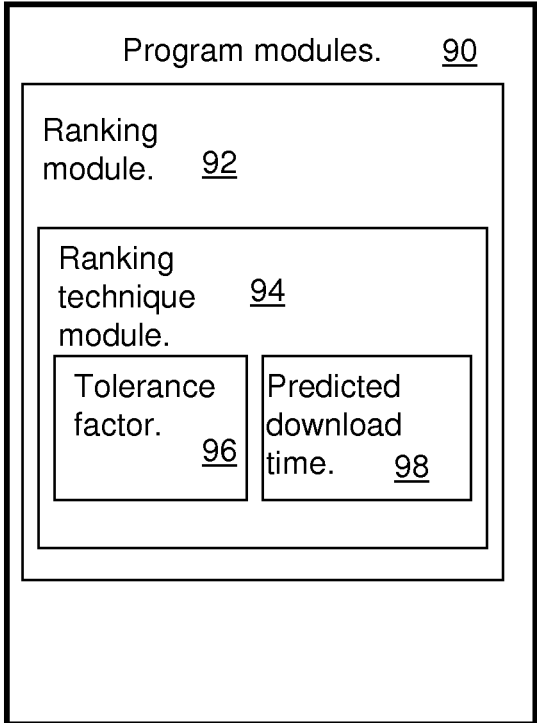 Program modules. 90
Ranking
module. 92
Ranking
technique 94
module.
Tolerance
factor.
96
Predicted
download
time. 98